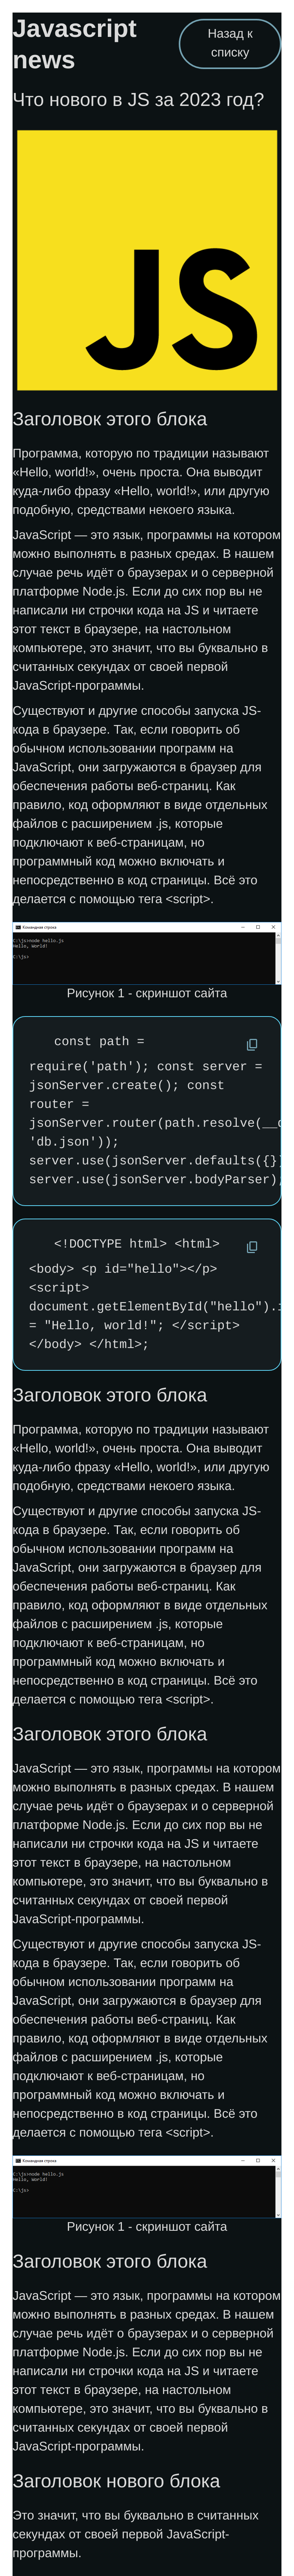 Javascript
news
Назад к
списку
Что нового в JS за 2023 год?
JS
Заголовок этого блока
Программа, которую по традиции называют
«Hello, world!», очень проста. Она выводит
куда-либо фразу «Hello, world!», или другую
подобную, средствами некоего языка.
JavaScript — это язык, программы на котором
можно выполнять в разных средах. В нашем
случае речь идёт о браузерах и о серверной
платформе Node.js. Если до сих пор вы не
написали ни строчки кода на JS и читаете
этот текст в браузере, на настольном
компьютере, это значит, что вы буквально в
считанных секундах от своей первой
JavaScript-программы.
Существуют и другие способы запуска JS-
кода в браузере. Так, если говорить об
обычном использовании программ на
JavaScript, они загружаются в браузер для
обеспечения работы веб-страниц. Как
правило, код оформляют в виде отдельных
файлов с расширением .js, которые
подключают к веб-страницам, но
программный код можно включать и
непосредственно в код страницы. Всё это
делается с помощью тега <script>.
Командная строка
C:\js>node hello.js
Hello, World!
C:\js>
Рисунок 1 - скриншот сайта
const path =
require('path'); const server =
jsonServer.create(); const
router =
jsonServer.router(path.resolve(__
'db.json'));
server.use(jsonServer.defaults({})
server.use(jsonServer.bodyParser)
<!DOCTYPE html> <html>
<body> <p id="hello"></p>
<script>
document.getElementById("hello").
= "Hello, world!"; </script>
</body> </html>;
Заголовок этого блока
Программа, которую по традиции называют
«Hello, world!», очень проста. Она выводит
куда-либо фразу «Hello, world!», или другую
подобную, средствами некоего языка.
Существуют и другие способы запуска JS-
кода в браузере. Так, если говорить об
обычном использовании программ на
JavaScript, они загружаются в браузер для
обеспечения работы веб-страниц. Как
правило, код оформляют в виде отдельных
файлов с расширением .js, которые
подключают к веб-страницам, но
программный код можно включать и
непосредственно в код страницы. Всё это
делается с помощью тега <script>.
Заголовок этого блока
JavaScript — это язык, программы на котором
можно выполнять в разных средах. В нашем
случае речь идёт о браузерах и о серверной
платформе Node.js. Если до сих пор вы не
написали ни строчки кода на JS и читаете
этот текст в браузере, на настольном
компьютере, это значит, что вы буквально в
считанных секундах от своей первой
JavaScript-программы.
Существуют и другие способы запуска JS-
кода в браузере. Так, если говорить об
обычном использовании программ на
JavaScript, они загружаются в браузер для
обеспечения работы веб-страниц. Как
правило, код оформляют в виде отдельных
файлов с расширением .js, которые
подключают к веб-страницам, но
программный код можно включать и
непосредственно в код страницы. Всё это
делается с помощью тега <script>.
Командная строка
C:\js>node hello.js
Hello, World!
C:\js>
Рисунок 1 - скриншот сайта
Заголовок этого блока
JavaScript — это язык, программы на котором
можно выполнять в разных средах. В нашем
случае речь идёт о браузерах и о серверной
платформе Node.js. Если до сих пор вы не
написали ни строчки кода на JS и читаете
этот текст в браузере, на настольном
компьютере, это значит, что вы буквально в
считанных секундах от своей первой
JavaScript-программы.
Заголовок нового блока
Это значит, что вы буквально в считанных
секундах от своей первой JavaScript-
программы.